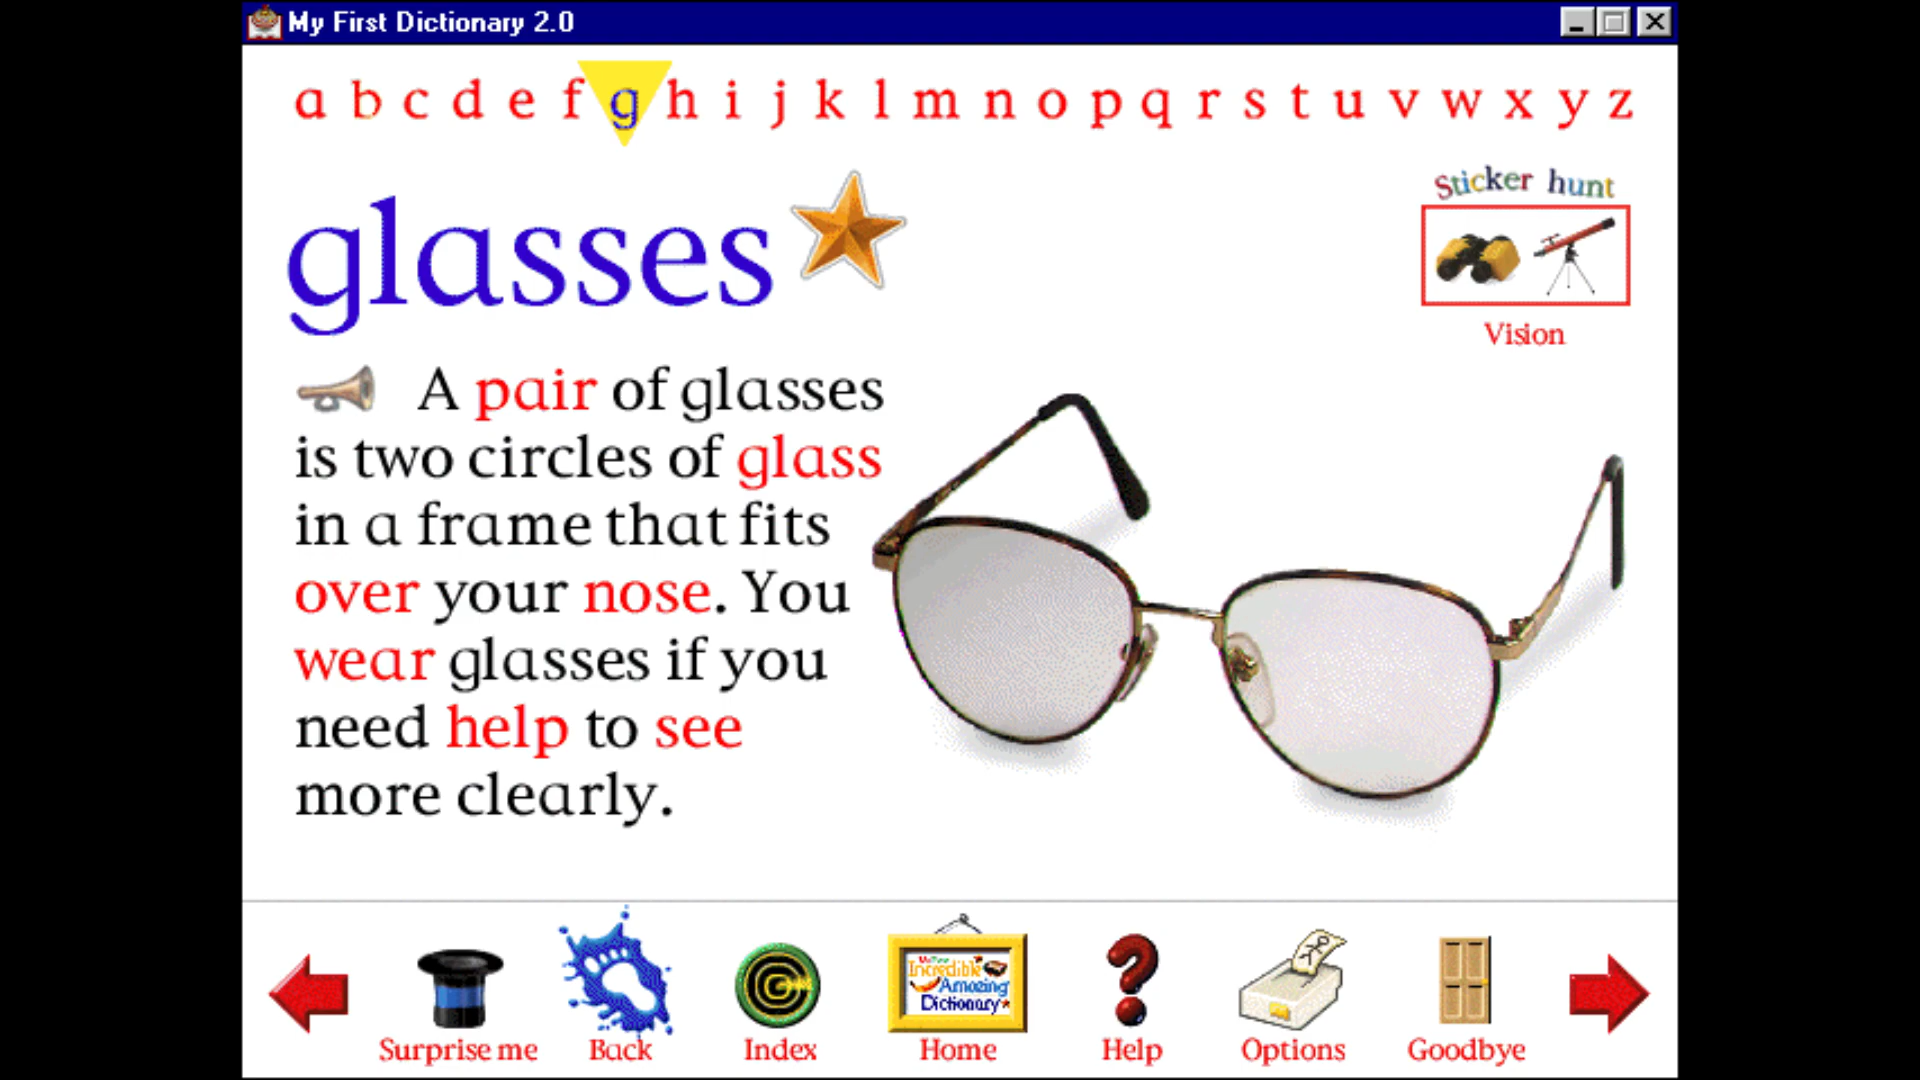 My First Dictionary 2.0
a b c d e f g h i j k l m n o p q r s t u v w x y z
glasses
Sticker hunt
Vision
A pair of glasses
is two circles of glass
in a frame that fits
over your nose. You
wear glasses if you
need help to see
more clearly.
My First
Incredible
Amazing
Dictionary
Surprise me
Back
Index
Home
Help
Options
Goodbye